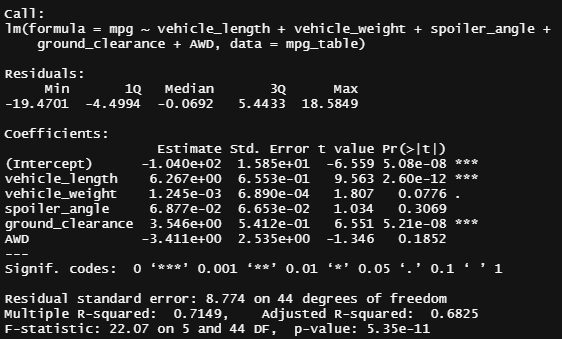 Call:
lm(formula = mpg ~ vehicle_length + vehicle_weight + spoiler_angle +
    ground_clearance + AWD, data = mpg_table)
Residuals:
     Min       1Q   Median       3Q      Max
-19.4701  -4.4994  -0.0692   5.4433  18.5849
Coefficients:
                   Estimate Std. Error t value Pr(>|t|)
(Intercept)      -1.040e+02  1.585e+01  -6.559 5.08e-08 ***
vehicle_length    6.267e+00  6.553e-01   9.563 2.60e-12 ***
vehicle_weight    1.245e-03  6.890e-04   1.807   0.0776 .
spoiler_angle     6.877e-02  6.653e-02   1.034   0.3069
ground_clearance  3.546e+00  5.412e-01   6.551 5.21e-08 ***
AWD              -3.411e+00  2.535e+00  -1.346   0.1852
---
Signif. codes:  0 ‘***’ 0.001 ‘**’ 0.01 ‘*’ 0.05 ‘.’ 0.1 ‘ ’ 1
Residual standard error: 8.774 on 44 degrees of freedom
Multiple R-squared:  0.7149,    Adjusted R-squared:  0.6825
F-statistic: 22.07 on 5 and 44 DF,  p-value: 5.35e-11